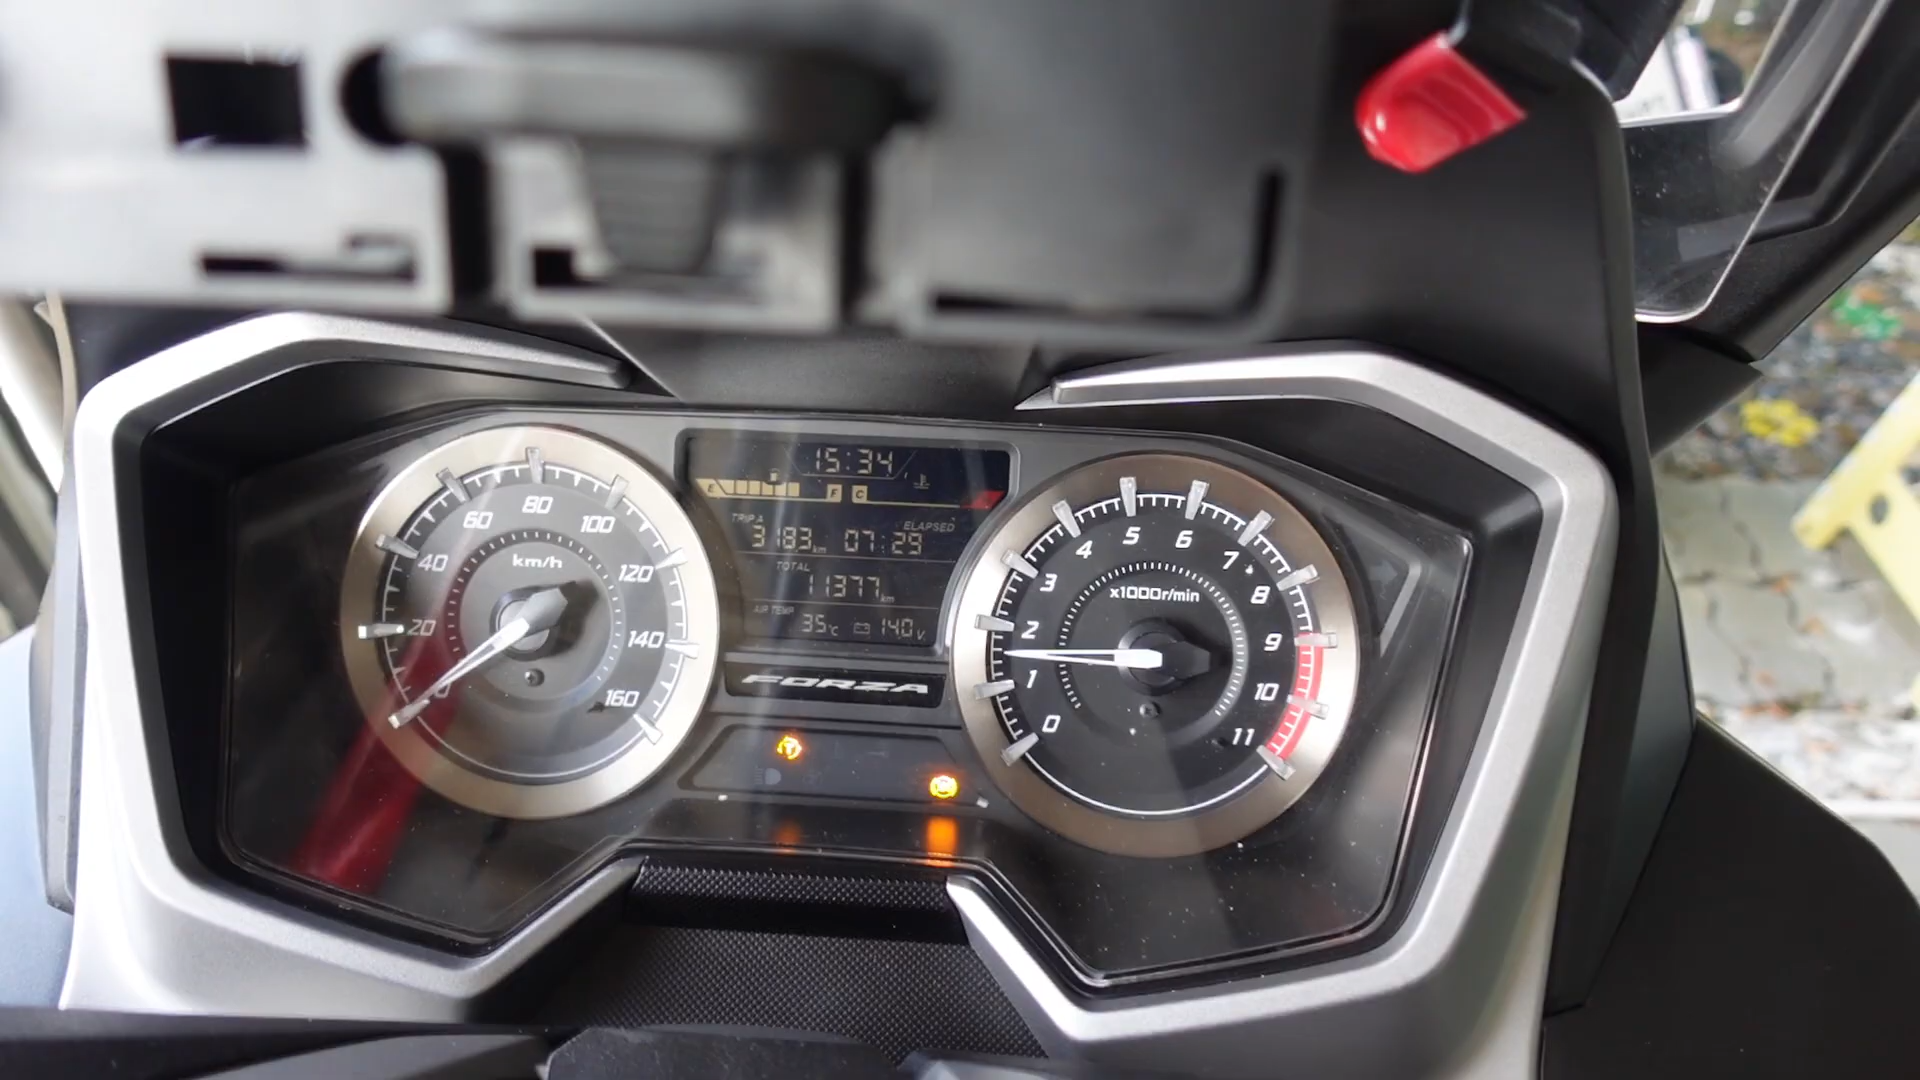 15:34
E F C
TRIP A ELAPSED
3183 km 07:29
TOTAL
11377 km
AIR TEMP
35°C 14.0 V
FORZA
20 40 60 80 100 120 140 160
km/h
0 1 2 3 4 5 6 7 8 9 10 11
x1000r/min